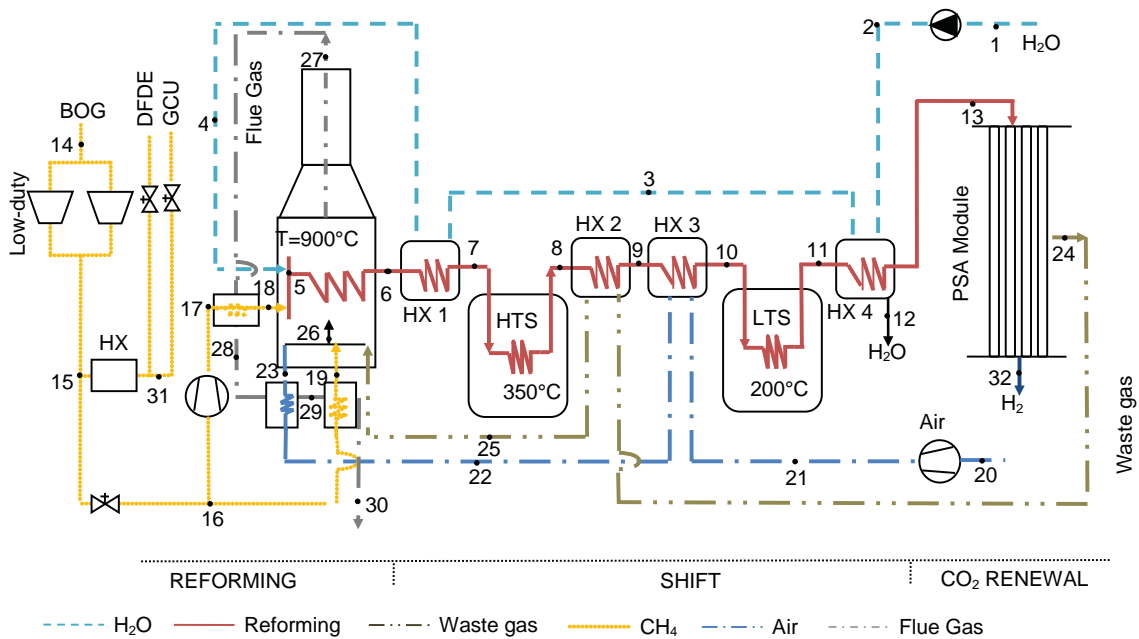 2
1
H₂O
27
Flue Gas
DFDE
GCU
BOG
14
4
13
Low-duty
T=900°C
3
HX 1
7
8
HX 2
9
HX 3
10
11
HX 4
PSA Module
24
5
6
18
17
HTS
LTS
12
H₂O
26
HX
28
23
19
29
350°C
200°C
32
H₂
15
31
25
22
21
Air
20
Waste gas
16
30
REFORMING
SHIFT
CO₂ RENEWAL
H₂O
Reforming
Waste gas
CH₄
Air
Flue Gas